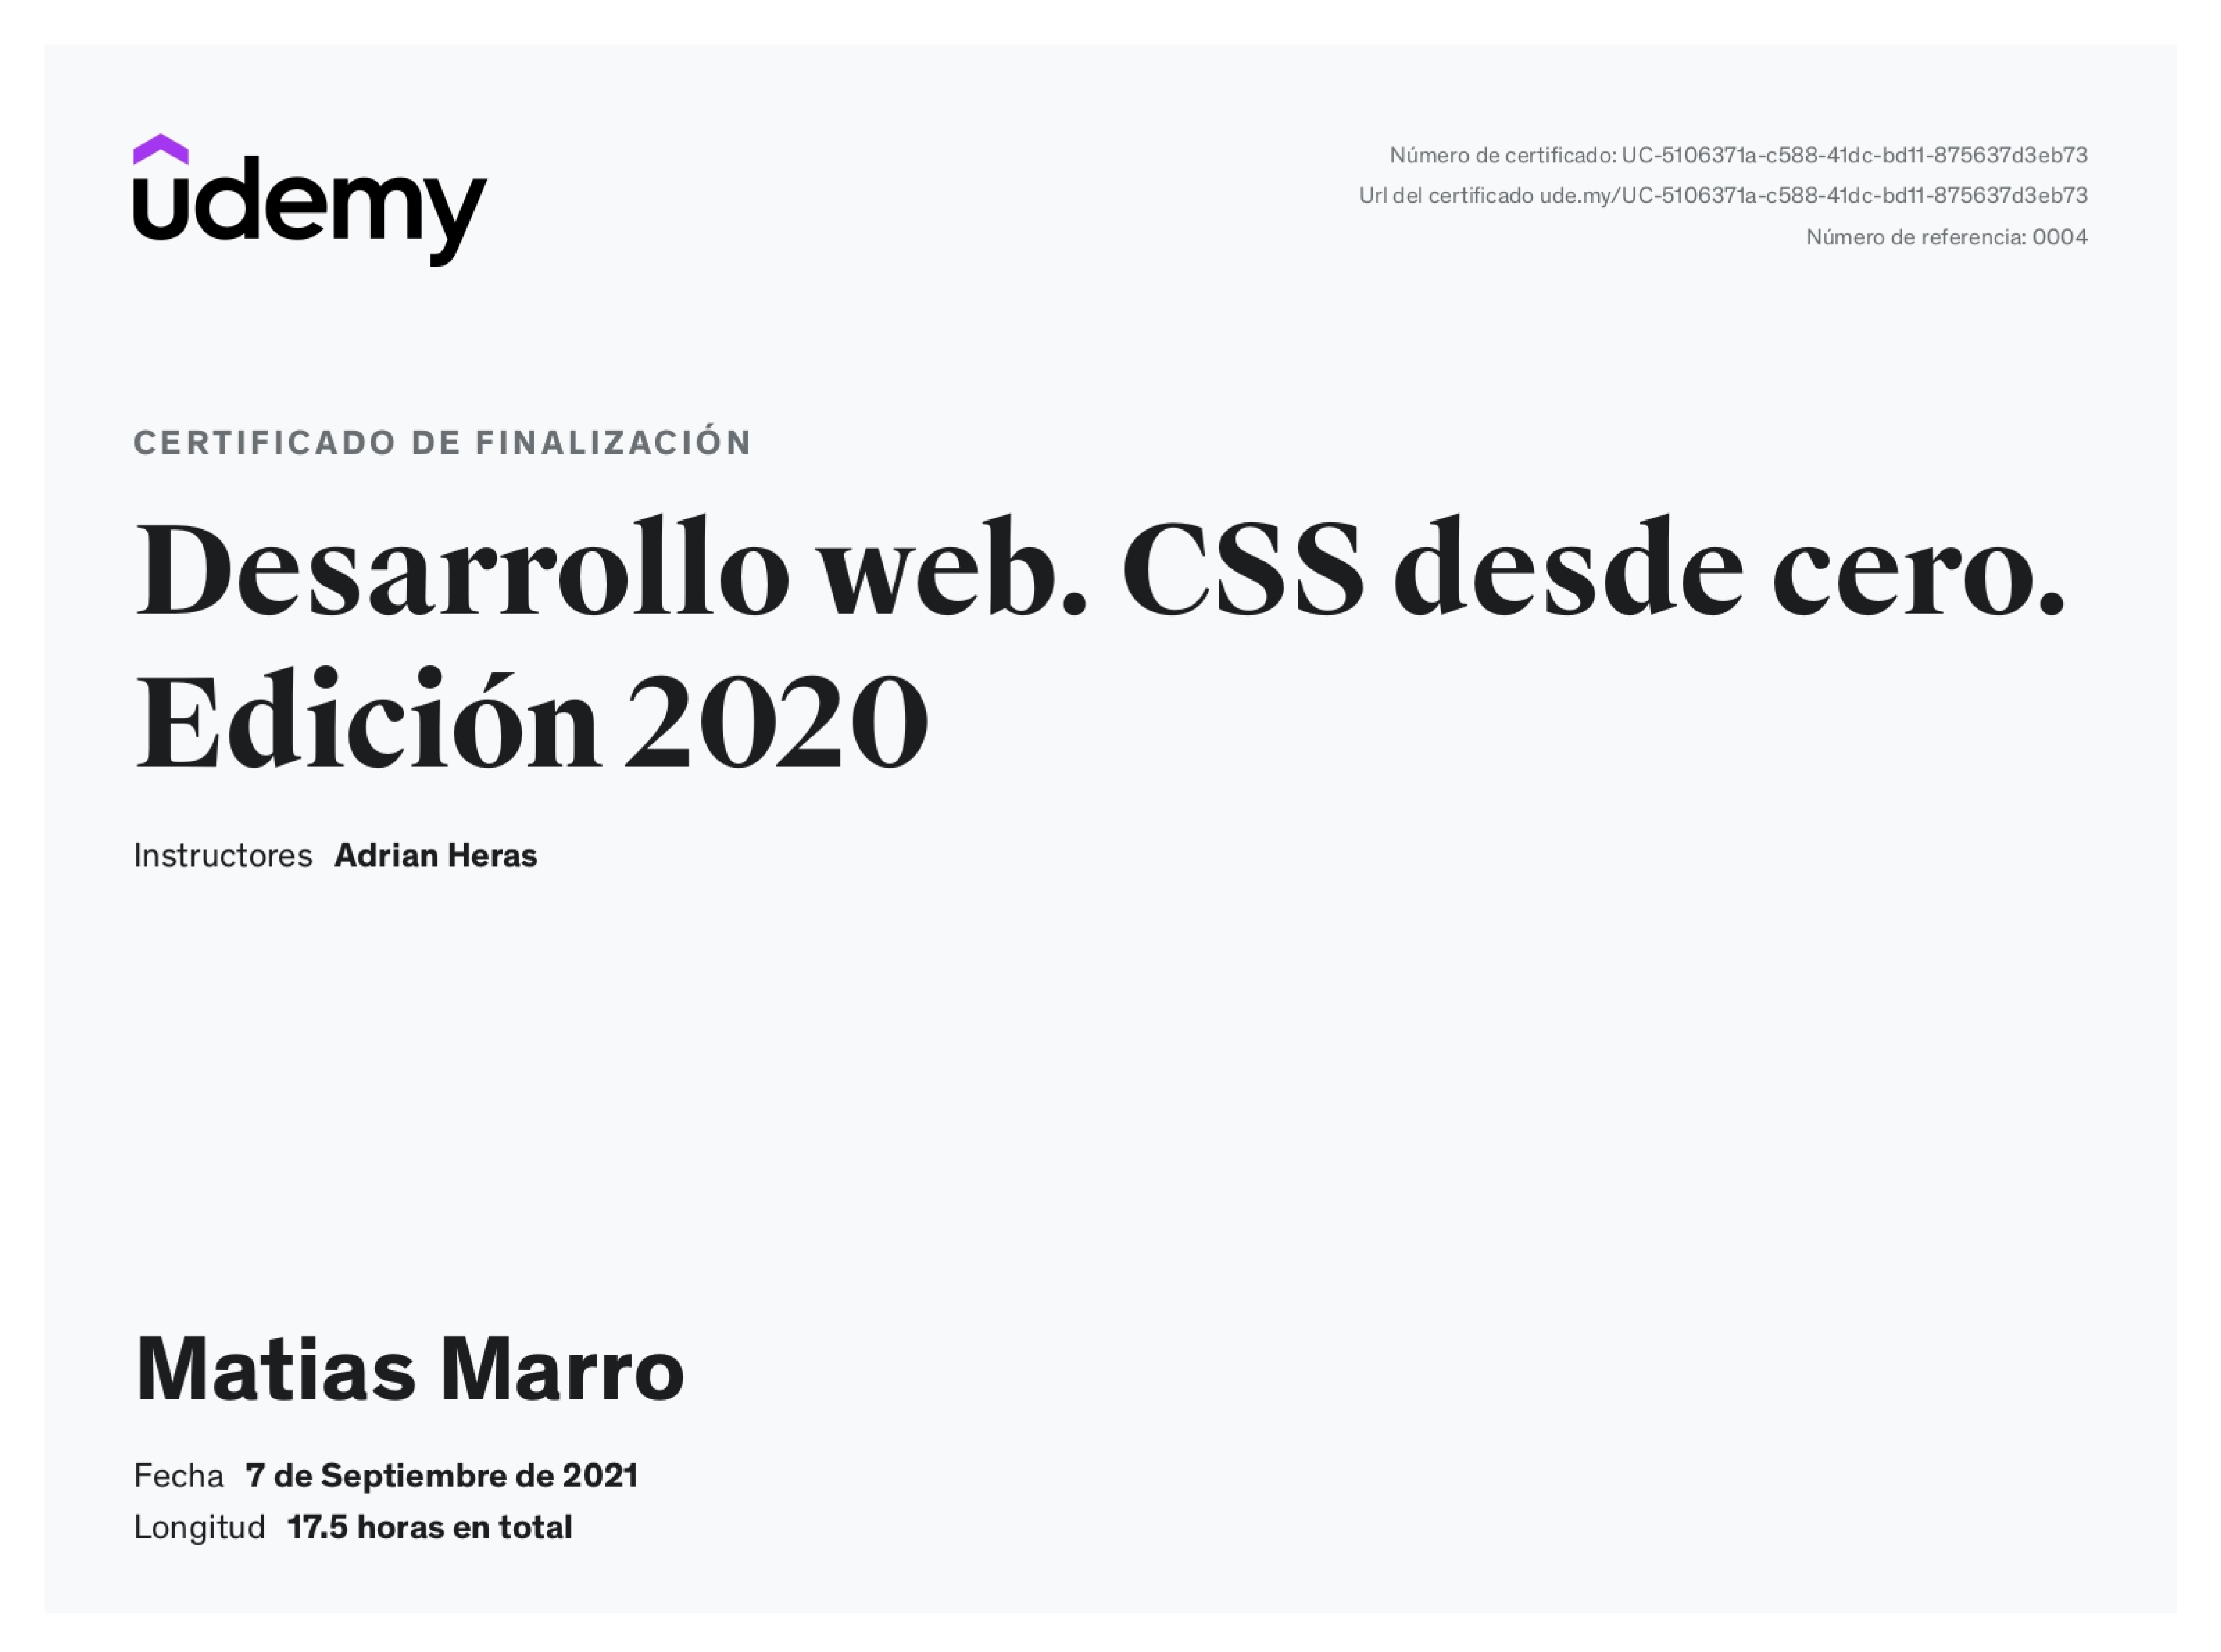 udemy
Número de certificado: UC-5106371a-c588-41dc-bd11-875637d3eb73
Url del certificado ude.my/UC-5106371a-c588-41dc-bd11-875637d3eb73
Número de referencia: 0004
CERTIFICADO DE FINALIZACIÓN
Desarrollo web. CSS desde cero.
Edición 2020
Instructores Adrian Heras
Matias Marro
Fecha 7 de Septiembre de 2021
Longitud 17.5 horas en total